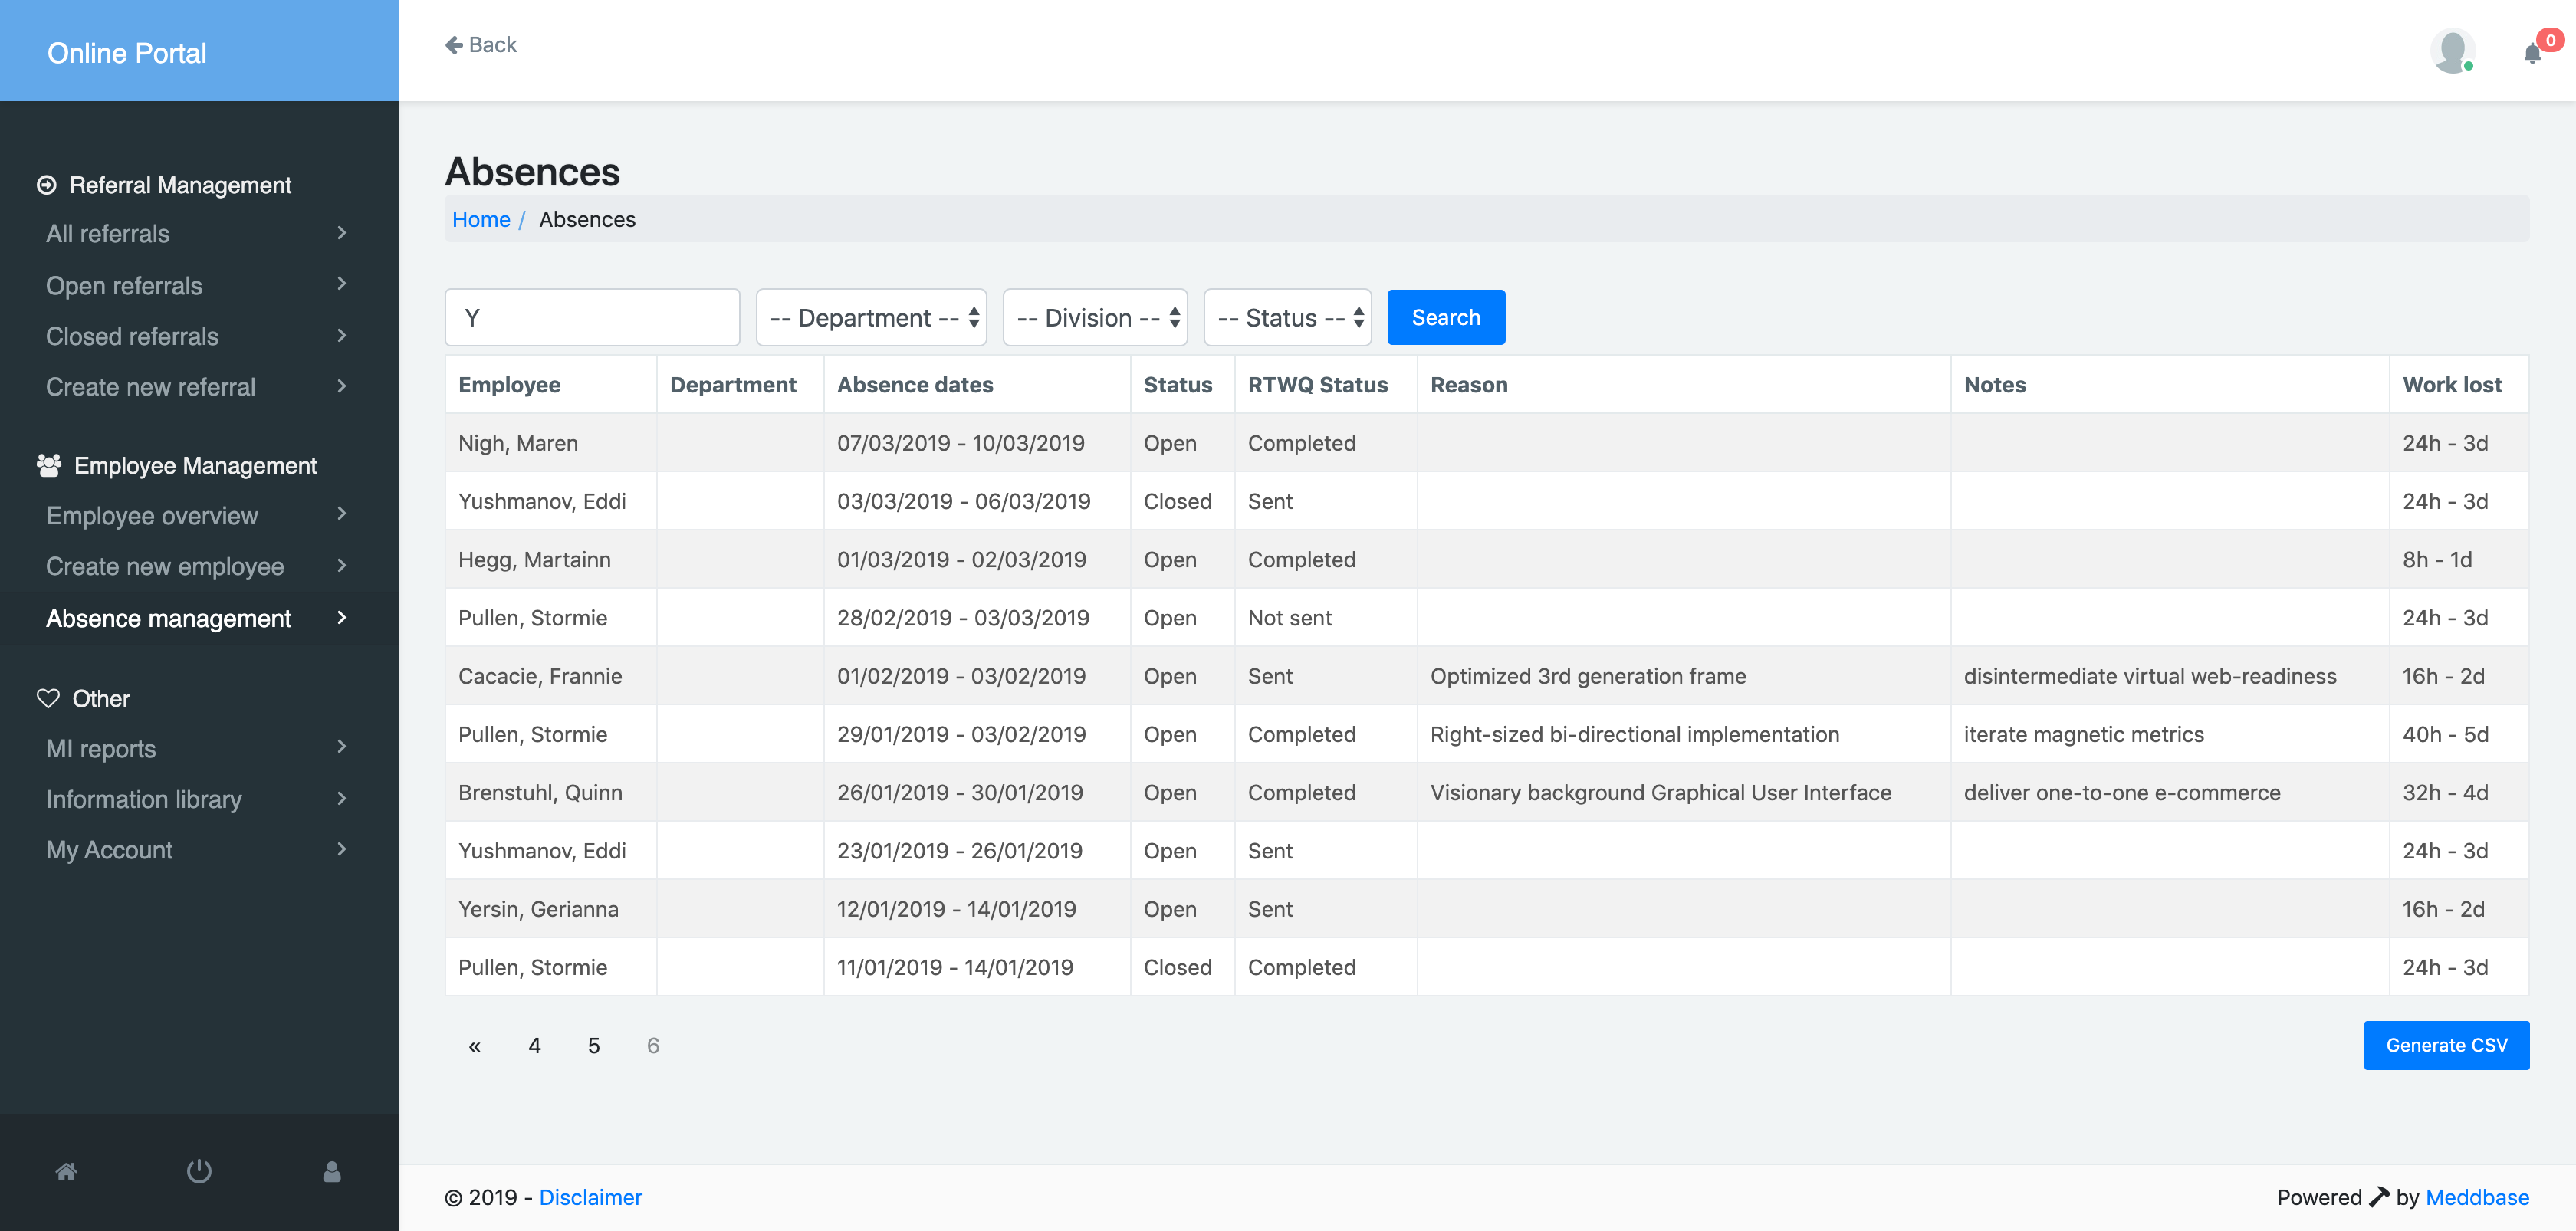 Online Portal
Back
0
Referral Management
All referrals
Open referrals
Closed referrals
Create new referral
Employee Management
Employee overview
Create new employee
Absence management
Other
MI reports
Information library
My Account
Absences
Home / Absences
Y -- Department -- -- Division -- -- Status -- Search
Employee Department Absence dates Status RTWQ Status Reason Notes Work lost
Nigh, Maren 07/03/2019 - 10/03/2019 Open Completed 24h - 3d
Yushmanov, Eddi 03/03/2019 - 06/03/2019 Closed Sent 24h - 3d
Hegg, Martainn 01/03/2019 - 02/03/2019 Open Completed 8h - 1d
Pullen, Stormie 28/02/2019 - 03/03/2019 Open Not sent 24h - 3d
Cacacie, Frannie 01/02/2019 - 03/02/2019 Open Sent Optimized 3rd generation frame disintermediate virtual web-readiness 16h - 2d
Pullen, Stormie 29/01/2019 - 03/02/2019 Open Completed Right-sized bi-directional implementation iterate magnetic metrics 40h - 5d
Brenstuhl, Quinn 26/01/2019 - 30/01/2019 Open Completed Visionary background Graphical User Interface deliver one-to-one e-commerce 32h - 4d
Yushmanov, Eddi 23/01/2019 - 26/01/2019 Open Sent 24h - 3d
Yersin, Gerianna 12/01/2019 - 14/01/2019 Open Sent 16h - 2d
Pullen, Stormie 11/01/2019 - 14/01/2019 Closed Completed 24h - 3d
« 4 5 6 Generate CSV
© 2019 - Disclaimer
Powered by Meddbase